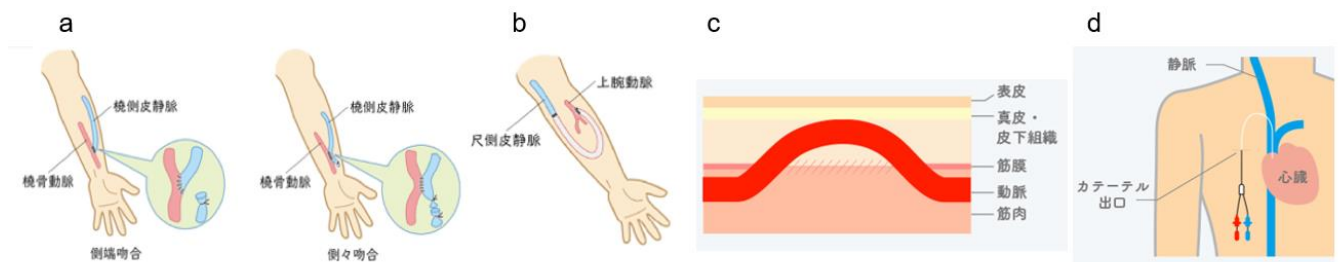 a
橈側皮静脈
橈骨動脈
側端吻合
橈側皮静脈
橈骨動脈
側々吻合
b
上腕動脈
尺側皮静脈
c
表皮
真皮・
皮下組織
筋膜
動脈
筋肉
d
静脈
カテーテル
出口
心臓